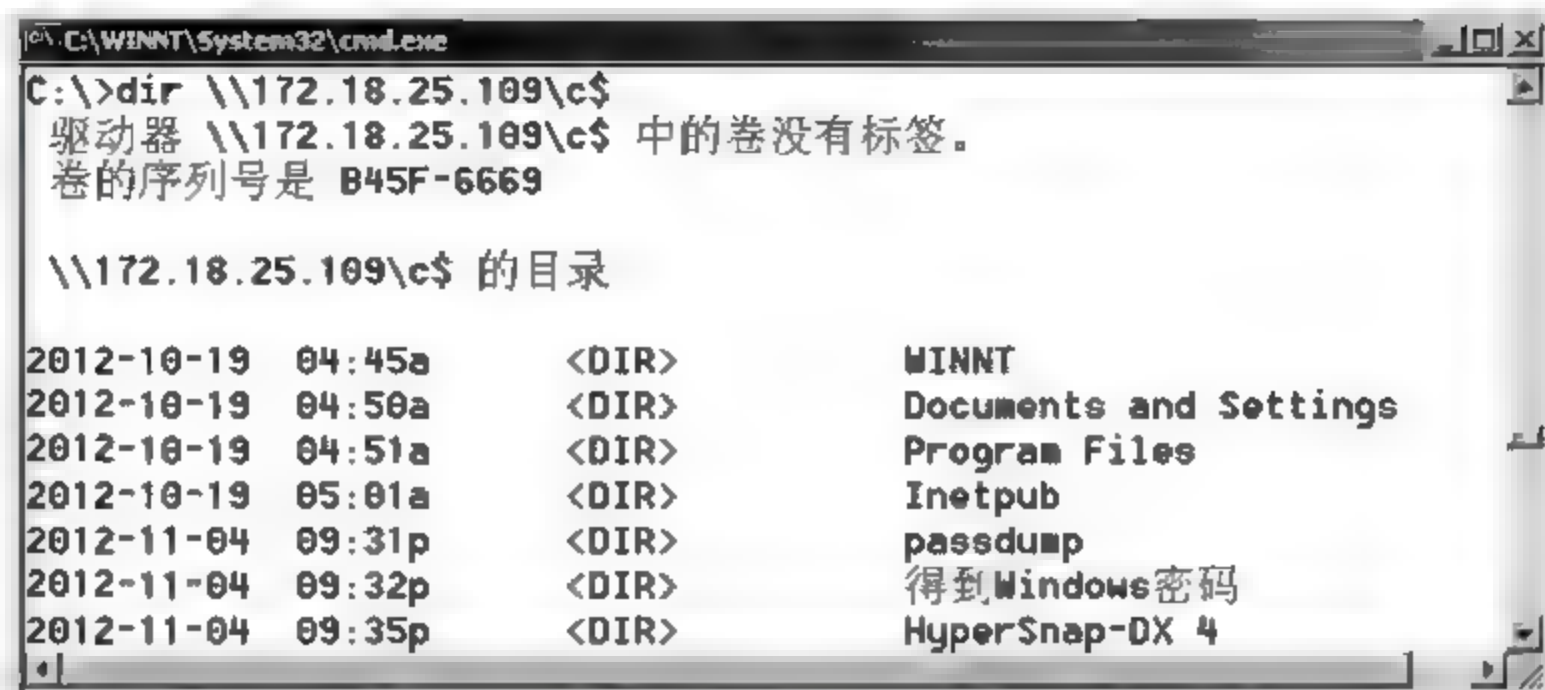 C:\WINNT\System32\cmd.exe
C:\>dir \\172.18.25.109\c$
驱动器 \\172.18.25.109\c$ 中的卷没有标签。
卷的序列号是 B45F-6669
\\172.18.25.109\c$ 的目录
2012-10-19 04:45a <DIR> WINNT
2012-10-19 04:50a <DIR> Documents and Settings
2012-10-19 04:51a <DIR> Program Files
2012-10-19 05:01a <DIR> Inetpub
2012-11-04 09:31p <DIR> passdump
2012-11-04 09:32p <DIR> 得到Windows密码
2012-11-04 09:35p <DIR> HyperSnap-DX 4